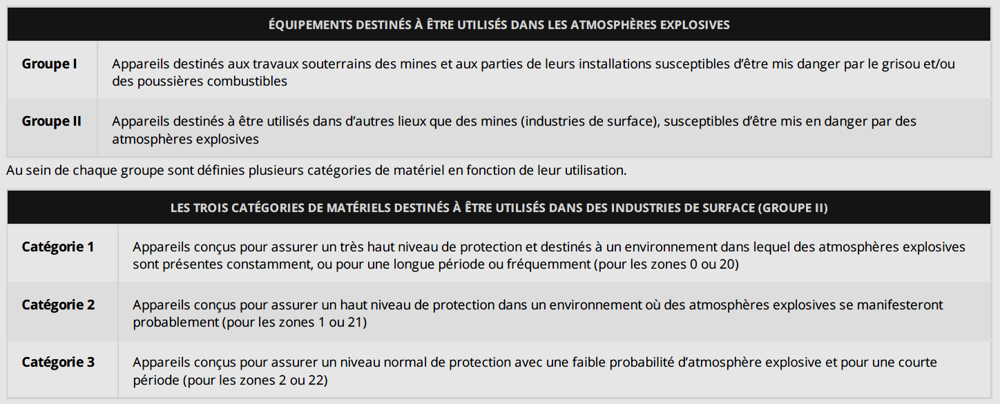 ÉQUIPEMENTS DESTINÉS À ÊTRE UTILISÉS DANS LES ATMOSPHÈRES EXPLOSIVES
Groupe I
Appareils destinés aux travaux souterrains des mines et aux parties de leurs installations susceptibles d’être mis danger par le grisou et/ou
des poussières combustibles
Groupe II
Appareils destinés à être utilisés dans d’autres lieux que des mines (industries de surface), susceptibles d’être mis en danger par des
atmosphères explosives
Au sein de chaque groupe sont définies plusieurs catégories de matériel en fonction de leur utilisation.
LES TROIS CATÉGORIES DE MATÉRIELS DESTINÉS À ÊTRE UTILISÉS DANS DES INDUSTRIES DE SURFACE (GROUPE II)
Catégorie 1
Appareils conçus pour assurer un très haut niveau de protection et destinés à un environnement dans lequel des atmosphères explosives
sont présentes constamment, ou pour une longue période ou fréquemment (pour les zones 0 ou 20)
Catégorie 2
Appareils conçus pour assurer un haut niveau de protection dans un environnement où des atmosphères explosives se manifesteront
probablement (pour les zones 1 ou 21)
Catégorie 3
Appareils conçus pour assurer un niveau normal de protection avec une faible probabilité d’atmosphère explosive et pour une courte
période (pour les zones 2 ou 22)